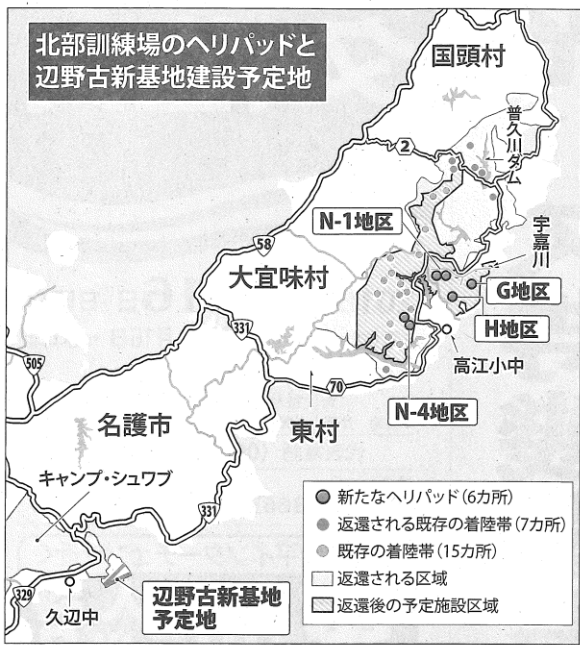 北部訓練場のヘリパッドと
辺野古新基地建設予定地
国頭村
普久川ダム
2
N-1地区
宇嘉川
58
大宜味村
G地区
H地区
331
高江小中
505
70
N-4地区
東村
名護市
キャンプ・シュワブ
331
新たなヘリパッド(6カ所)
返還される既存の着陸帯(7カ所)
既存の着陸帯(15カ所)
返還される区域
返還後の予定施設区域
329
辺野古新基地
予定地
久辺中